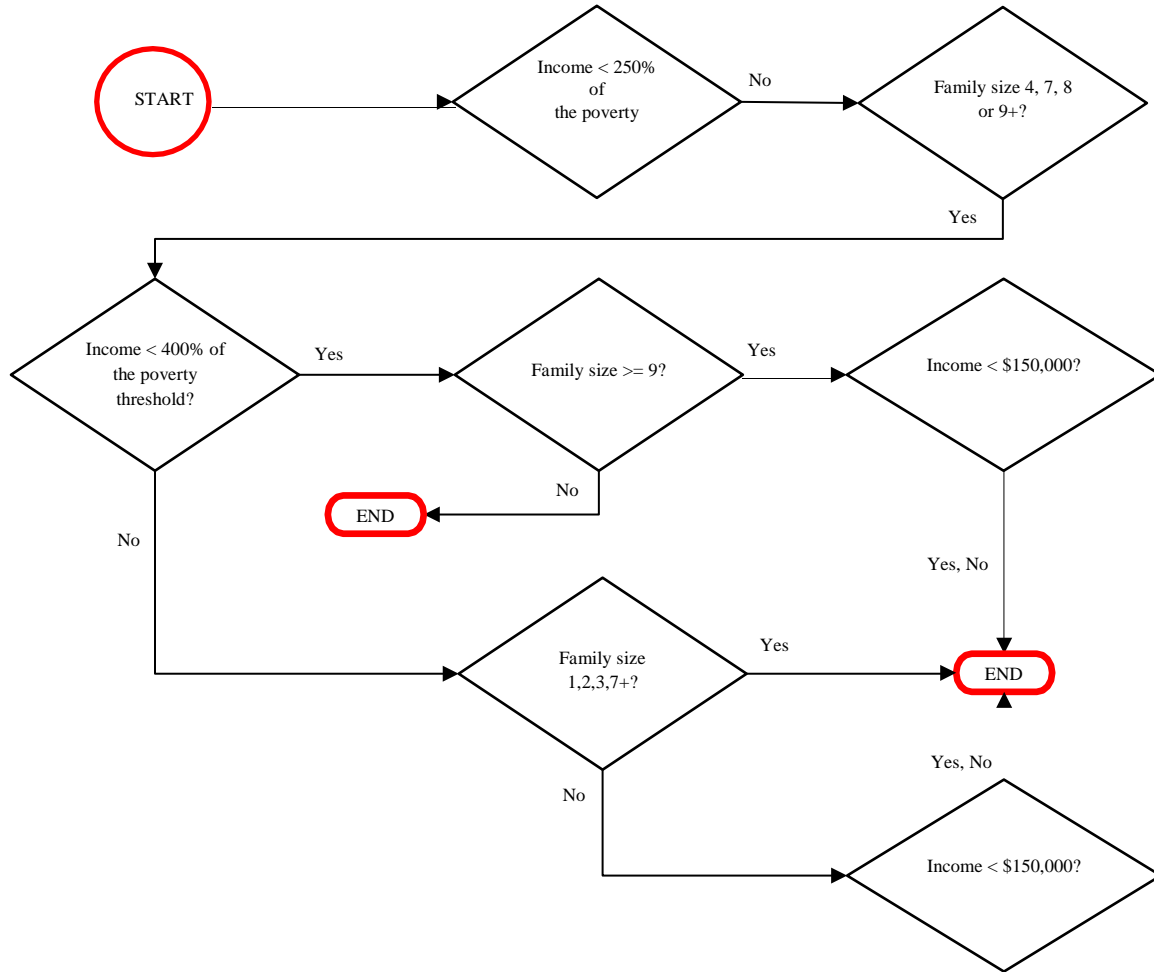 START
Income < 250%
of
the poverty
No
Family size 4, 7, 8
or 9+?
Yes
Income < 400% of
the poverty
threshold?
Yes
Family size >= 9?
Yes
Income < $150,000?
No
END
No
Yes, No
Family size
1,2,3,7+?
Yes
END
No
Yes, No
Income < $150,000?